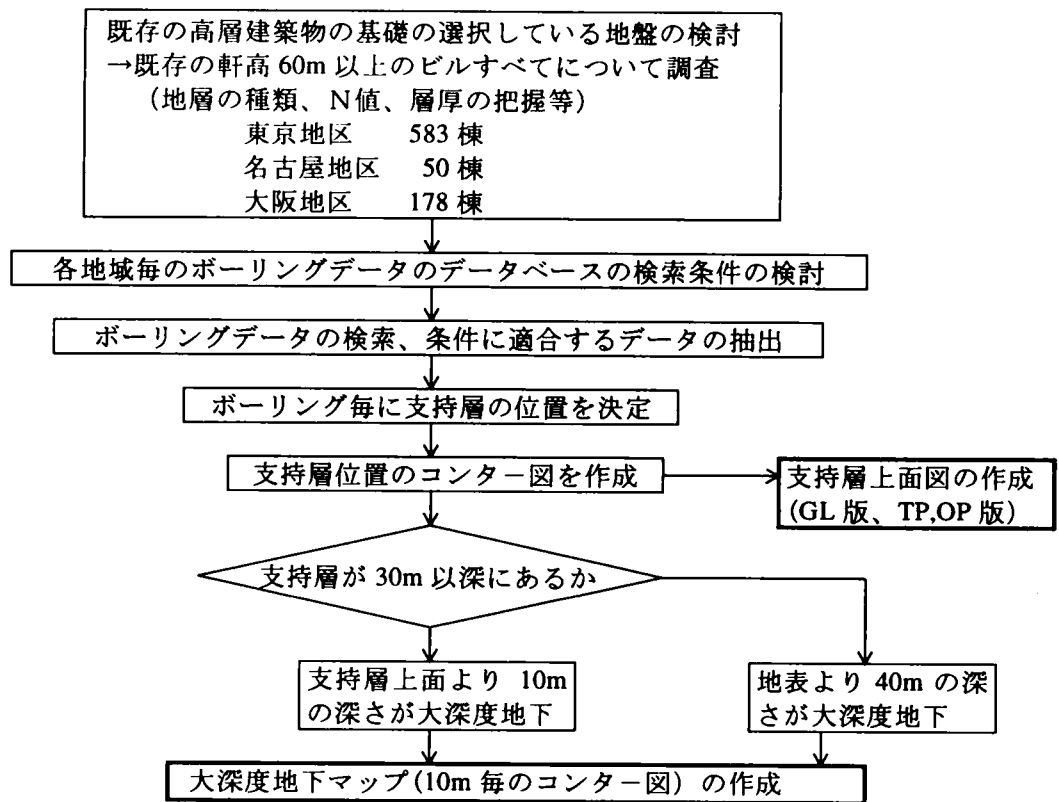 既存の高層建築物の基礎の選択している地盤の検討
→既存の軒高 60m 以上のビルすべてについて調査
（地層の種類、N値、層厚の把握等）
東京地区 583 棟
名古屋地区 50 棟
大阪地区 178 棟
各地域毎のボーリングデータのデータベースの検索条件の検討
ボーリングデータの検索、条件に適合するデータの抽出
ボーリング毎に支持層の位置を決定
支持層位置のコンター図を作成
支持層上面図の作成
(GL 版、TP,OP 版)
支持層が 30m 以深にあるか
支持層上面より 10m
の深さが大深度地下
地表より 40m の深
さが大深度地下
大深度地下マップ(10m 毎のコンター図) の作成